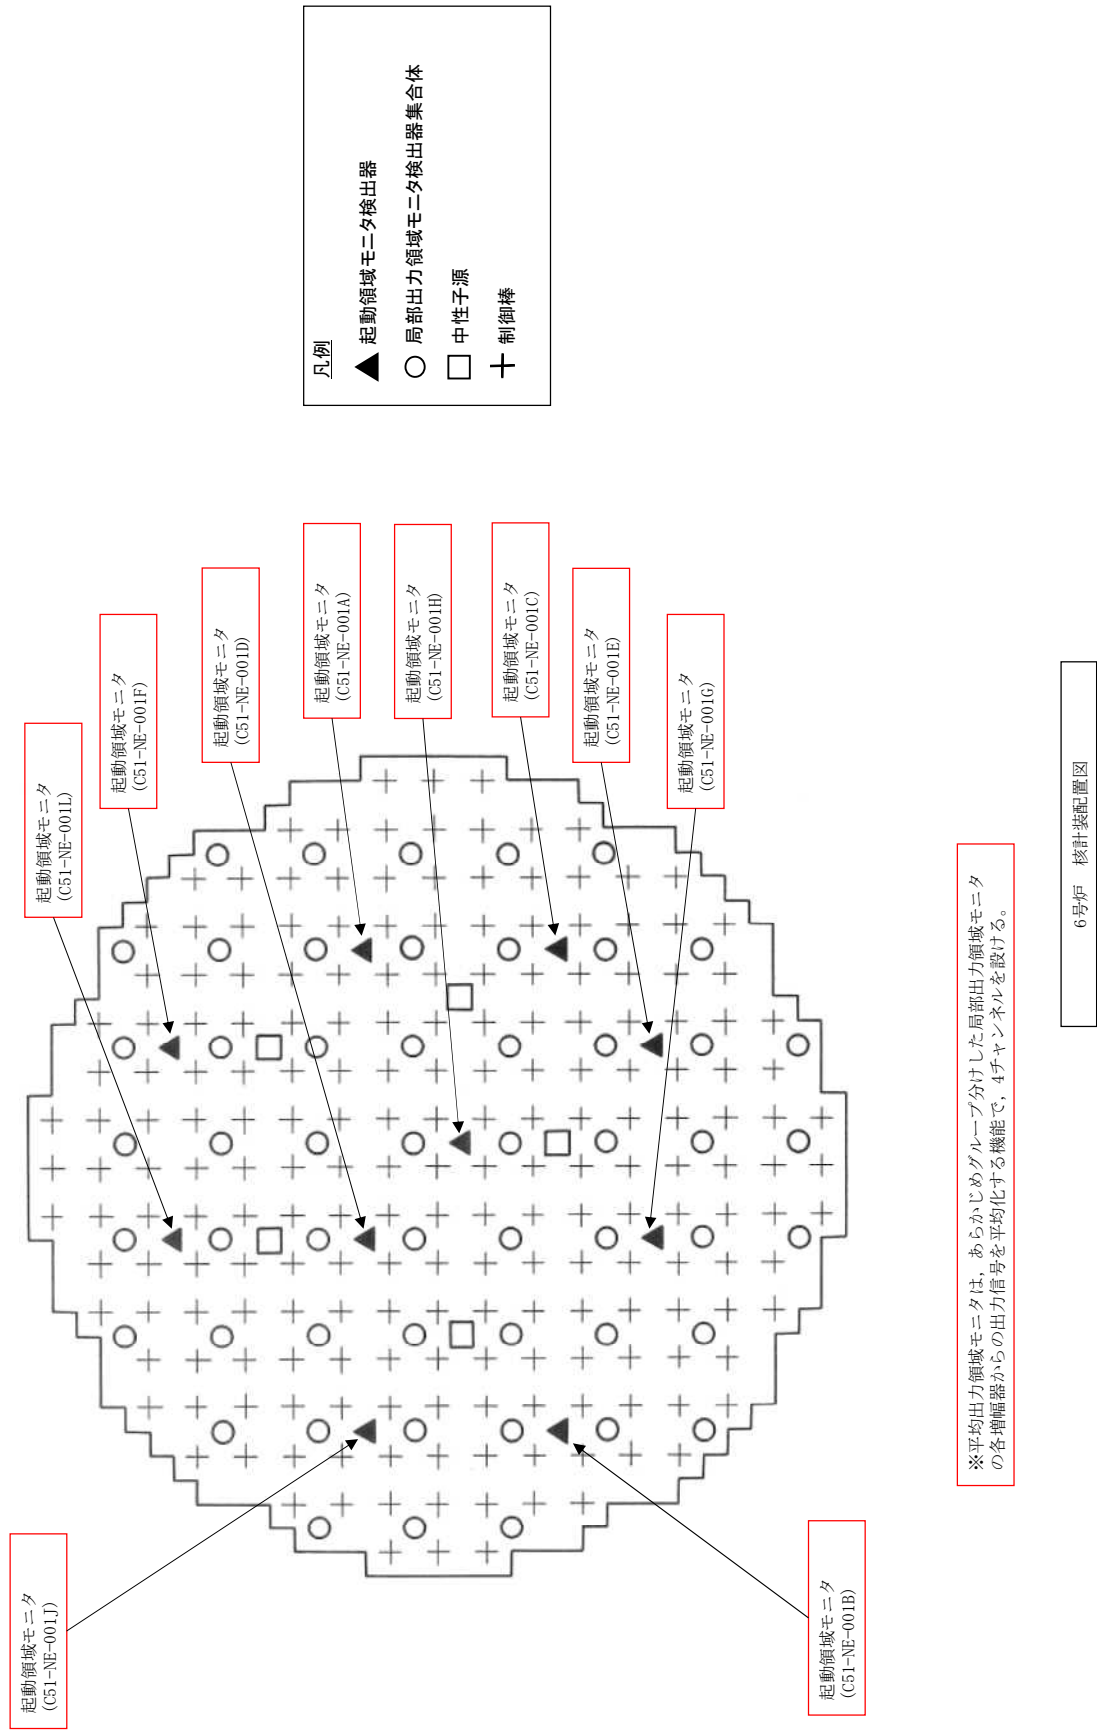 起動領域モニタ
(C51-NE-001J)
起動領域モニタ
(C51-NE-001L)
起動領域モニタ
(C51-NE-001F)
起動領域モニタ
(C51-NE-001D)
起動領域モニタ
(C51-NE-001A)
起動領域モニタ
(C51-NE-001H)
起動領域モニタ
(C51-NE-001C)
起動領域モニタ
(C51-NE-001E)
起動領域モニタ
(C51-NE-001G)
起動領域モニタ
(C51-NE-001B)
凡例
起動領域モニタ検出器
局部出力領域モニタ検出器集合体
中性子源
制御棒
※平均出力領域モニタは，あらかじめグループ分けした局部出力領域モニタ
の各増幅器からの出力信号を平均化する機能で，4チャンネルを設ける。
6号炉　核計装配置図